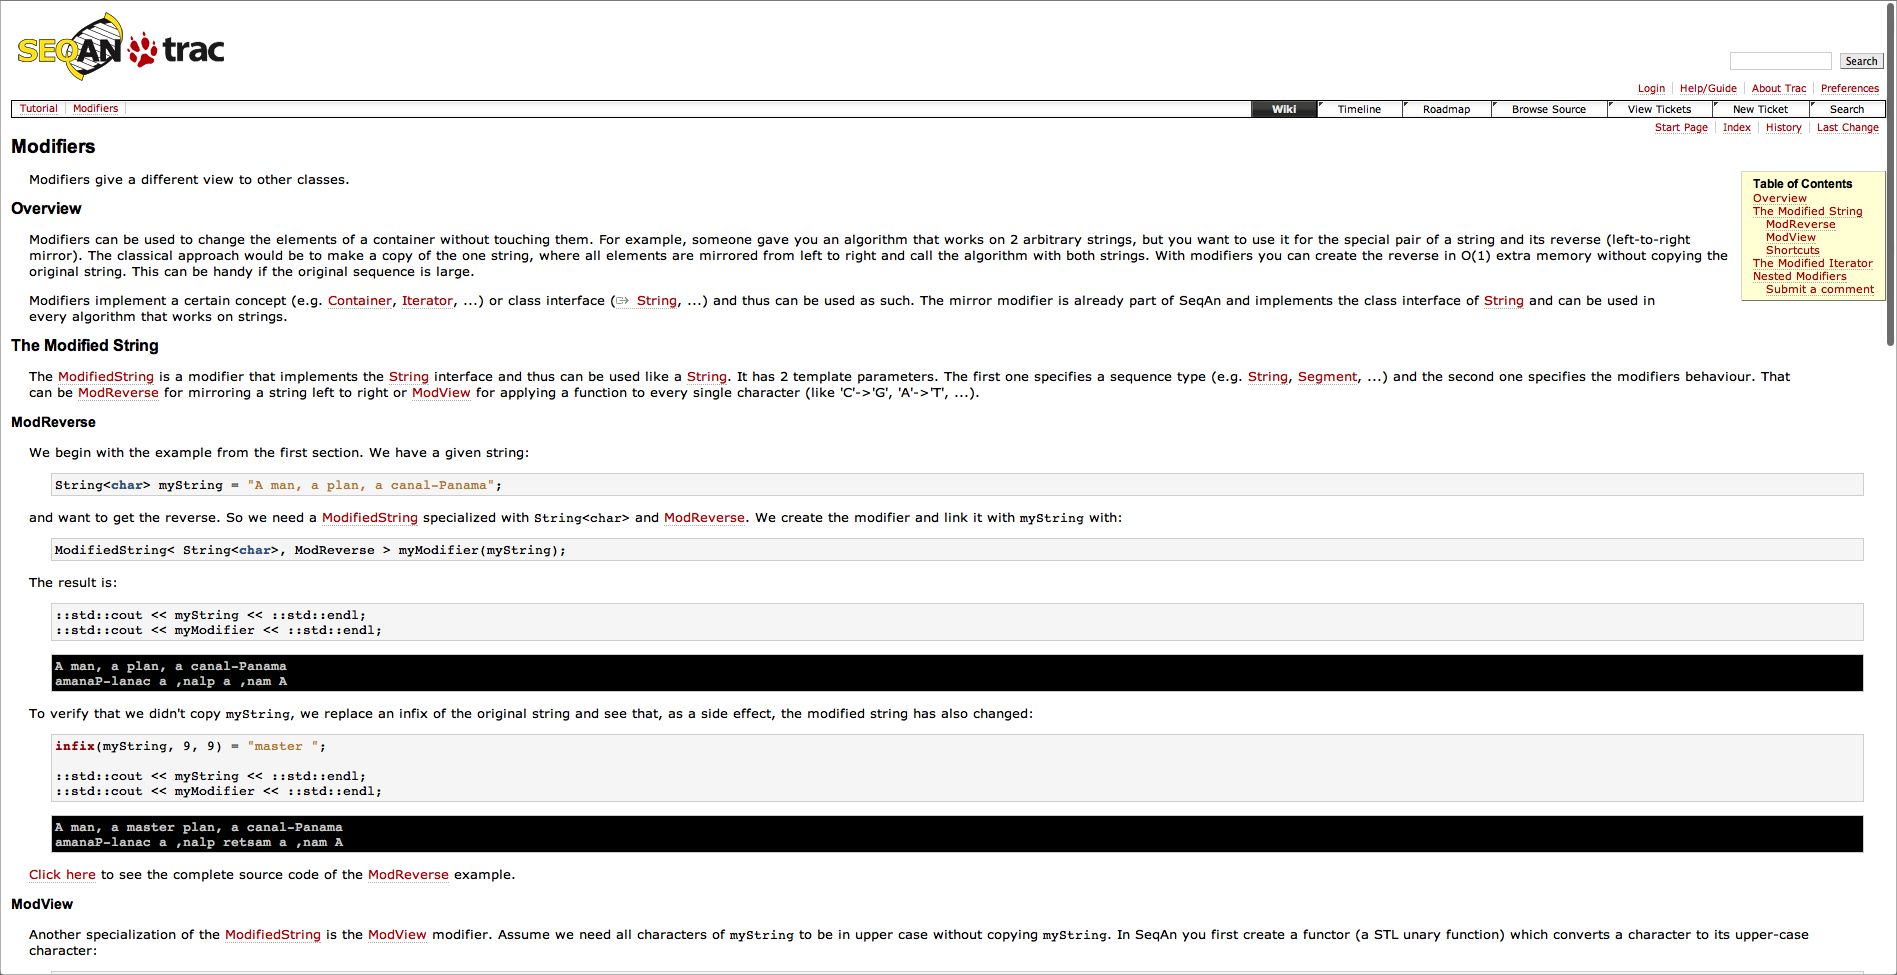 SEQAN trac
Search
Login Help/Guide About Trac Preferences
Tutorial Modifiers Wiki Timeline Roadmap Browse Source View Tickets New Ticket Search
Start Page Index History Last Change
Modifiers
Modifiers give a different view to other classes.
Table of Contents
Overview
The Modified String
ModReverse
ModView
Shortcuts
The Modified Iterator
Nested Modifiers
Submit a comment
Overview
Modifiers can be used to change the elements of a container without touching them. For example, someone gave you an algorithm that works on 2 arbitrary strings, but you want to use it for the special pair of a string and its reverse (left-to-right
mirror). The classical approach would be to make a copy of the one string, where all elements are mirrored from left to right and call the algorithm with both strings. With modifiers you can create the reverse in O(1) extra memory without copying the
original string. This can be handy if the original sequence is large.
Modifiers implement a certain concept (e.g. Container, Iterator, ...) or class interface (String, ...) and thus can be used as such. The mirror modifier is already part of SeqAn and implements the class interface of String and can be used in
every algorithm that works on strings.
The Modified String
The ModifiedString is a modifier that implements the String interface and thus can be used like a String. It has 2 template parameters. The first one specifies a sequence type (e.g. String, Segment, ...) and the second one specifies the modifiers behaviour. That
can be ModReverse for mirroring a string left to right or ModView for applying a function to every single character (like 'C'->'G', 'A'->'T', ...).
ModReverse
We begin with the example from the first section. We have a given string:
String<char> myString = "A man, a plan, a canal-Panama";
and want to get the reverse. So we need a ModifiedString specialized with String<char> and ModReverse. We create the modifier and link it with myString with:
ModifiedString< String<char>, ModReverse > myModifier(myString);
The result is:
::std::cout << myString << ::std::endl;
::std::cout << myModifier << ::std::endl;
A man, a plan, a canal-Panama
amanaP-lanac a ,nalp a ,nam A
To verify that we didn't copy myString, we replace an infix of the original string and see that, as a side effect, the modified string has also changed:
infix(myString, 9, 9) = "master ";
::std::cout << myString << ::std::endl;
::std::cout << myModifier << ::std::endl;
A man, a master plan, a canal-Panama
amanaP-lanac a ,nalp retsam a ,nam A
Click here to see the complete source code of the ModReverse example.
ModView
Another specialization of the ModifiedString is the ModView modifier. Assume we need all characters of myString to be in upper case without copying myString. In SeqAn you first create a functor (a STL unary function) which converts a character to its upper-case
character: